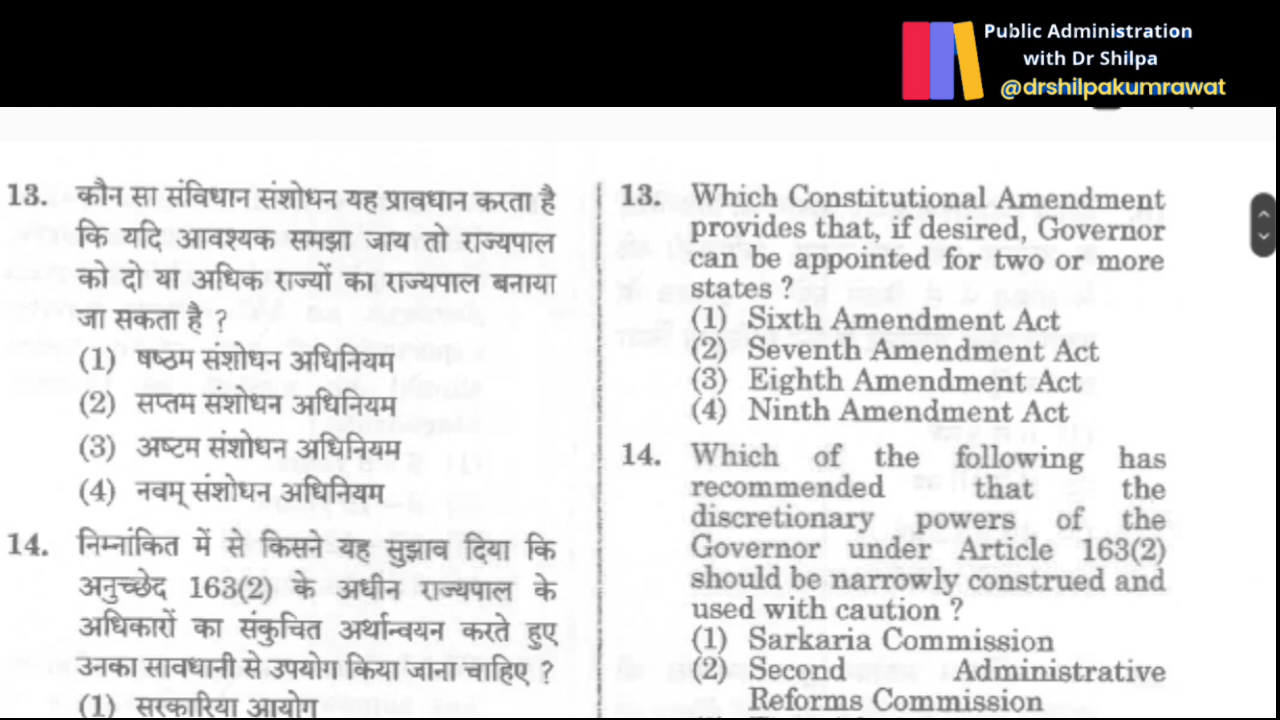 Public Administration
with Dr Shilpa
@drshilpakumrawat
13. कौन सा संविधान संशोधन यह प्रावधान करता है
कि यदि आवश्यक समझा जाय तो राज्यपाल
को दो या अधिक राज्यों का राज्यपाल बनाया
जा सकता है ?
(1) षष्ठम संशोधन अधिनियम
(2) सप्तम संशोधन अधिनियम
(3) अष्टम संशोधन अधिनियम
(4) नवम् संशोधन अधिनियम
14. निम्नांकित में से किसने यह सुझाव दिया कि
अनुच्छेद 163(2) के अधीन राज्यपाल के
अधिकारों का संकुचित अर्थान्वयन करते हुए
उनका सावधानी से उपयोग किया जाना चाहिए ?
(1) सरकारिया आयोग
13. Which Constitutional Amendment
provides that, if desired, Governor
can be appointed for two or more
states ?
(1) Sixth Amendment Act
(2) Seventh Amendment Act
(3) Eighth Amendment Act
(4) Ninth Amendment Act
14. Which of the following has
recommended that the
discretionary powers of the
Governor under Article 163(2)
should be narrowly construed and
used with caution ?
(1) Sarkaria Commission
(2) Second Administrative
Reforms Commission